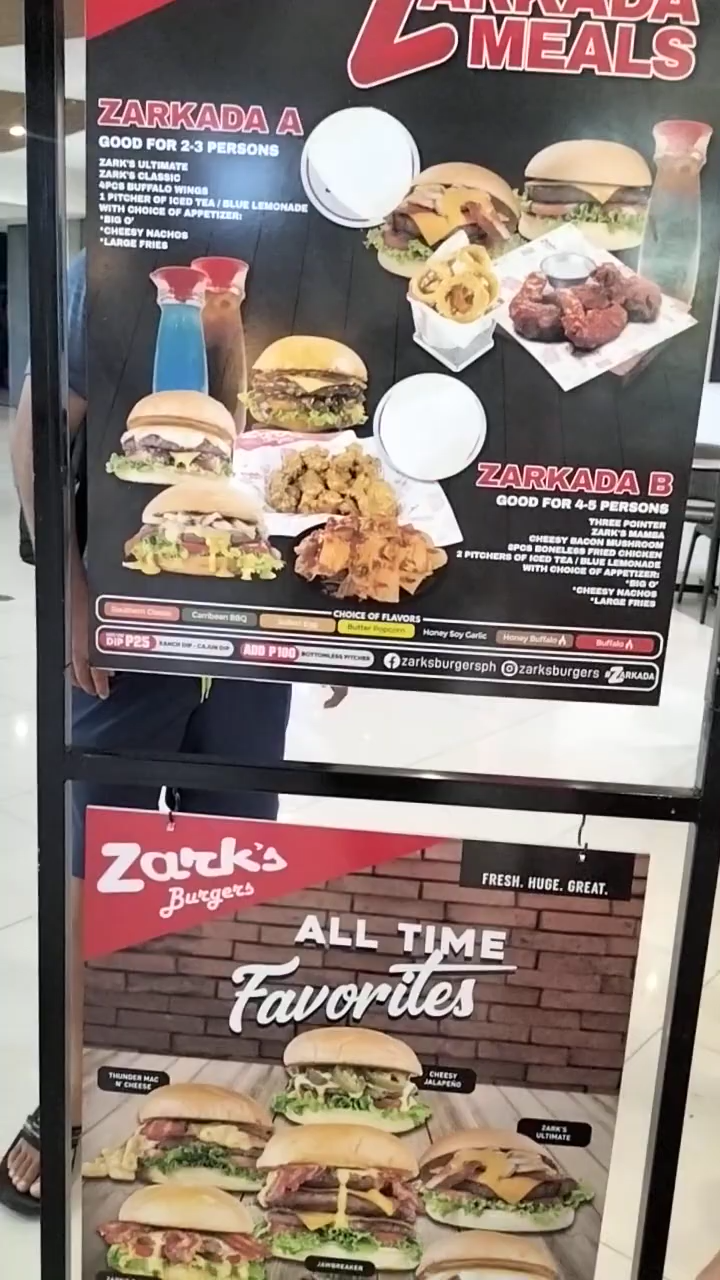 ZARKADA
MEALS
ZARKADA A
GOOD FOR 2-3 PERSONS
ZARK'S ULTIMATE
ZARK'S CLASSIC
4PCS BUFFALO WINGS
1 PITCHER OF ICED TEA / BLUE LEMONADE
WITH CHOICE OF APPETIZER:
*BIG O'
*CHEESY NACHOS
*LARGE FRIES
ZARKADA B
GOOD FOR 4-5 PERSONS
THREE POINTER
ZARK'S MAMBA
CHEESY BACON MUSHROOM
6PCS BONELESS FRIED CHICKEN
2 PITCHERS OF ICED TEA / BLUE LEMONADE
WITH CHOICE OF APPETIZER:
*BIG O'
*CHEESY NACHOS
*LARGE FRIES
CHOICE OF FLAVORS
Southern Classic Carribean BBQ Salted Egg Butter Popcorn Honey Soy Garlic Honey Buffalo Buffalo
DIP P25 RANCH DIP - CAJUN DIP ADD P100 BOTTOMLESS PITCHER zarksburgersph zarksburgers #ZARKADA
Zark's
Burgers
FRESH. HUGE. GREAT.
ALL TIME
Favorites
THUNDER MAC
N' CHEESE
CHEESY
JALAPEÑO
ZARK'S
ULTIMATE
JAWBREAKER